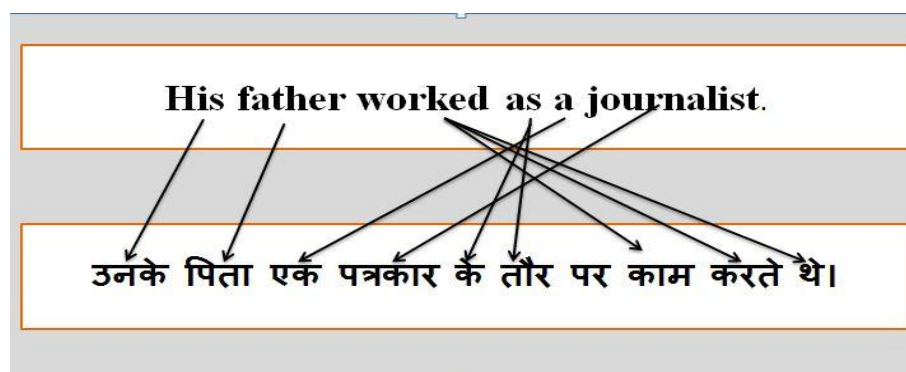 His father worked as a journalist.
उनके पिता एक पत्रकार के तौर पर काम करते थे।